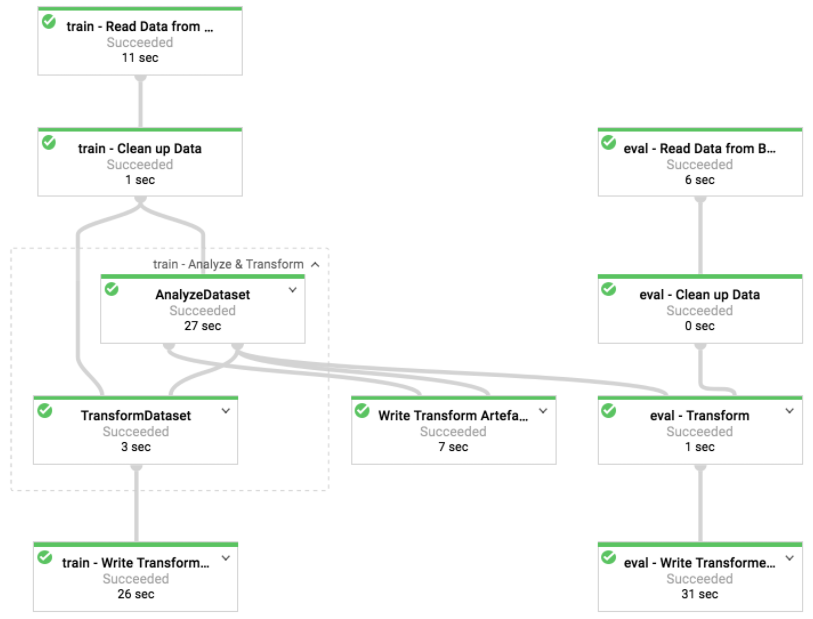 train - Read Data from ...
Succeeded
11 sec
train - Clean up Data
Succeeded
1 sec
eval - Read Data from B...
Succeeded
6 sec
train - Analyze & Transform
AnalyzeDataset
Succeeded
27 sec
eval - Clean up Data
Succeeded
0 sec
TransformDataset
Succeeded
3 sec
Write Transform Artefa...
Succeeded
7 sec
eval - Transform
Succeeded
1 sec
train - Write Transform...
Succeeded
26 sec
eval - Write Transforme...
Succeeded
31 sec